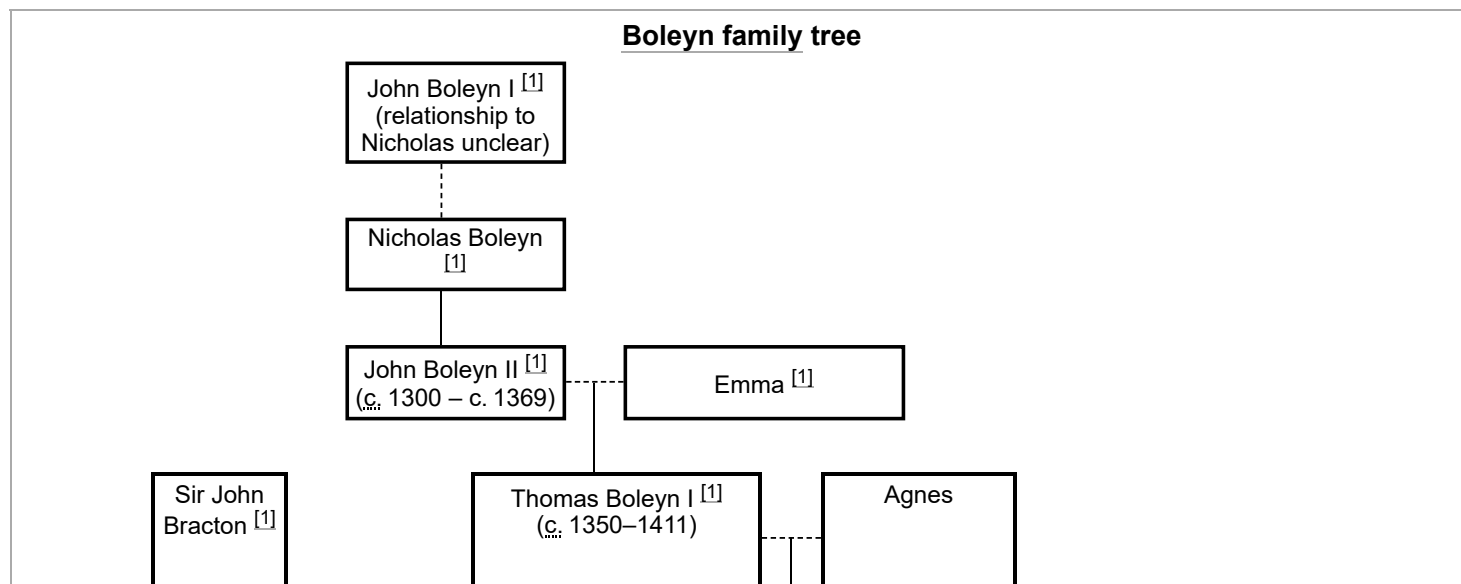 Boleyn family tree
John Boleyn I [1]
(relationship to
Nicholas unclear)
Nicholas Boleyn
[1]
John Boleyn II [1]
(c. 1300 – c. 1369)
Emma [1]
Sir John
Bracton [1]
Thomas Boleyn I [1]
(c. 1350–1411)
Agnes